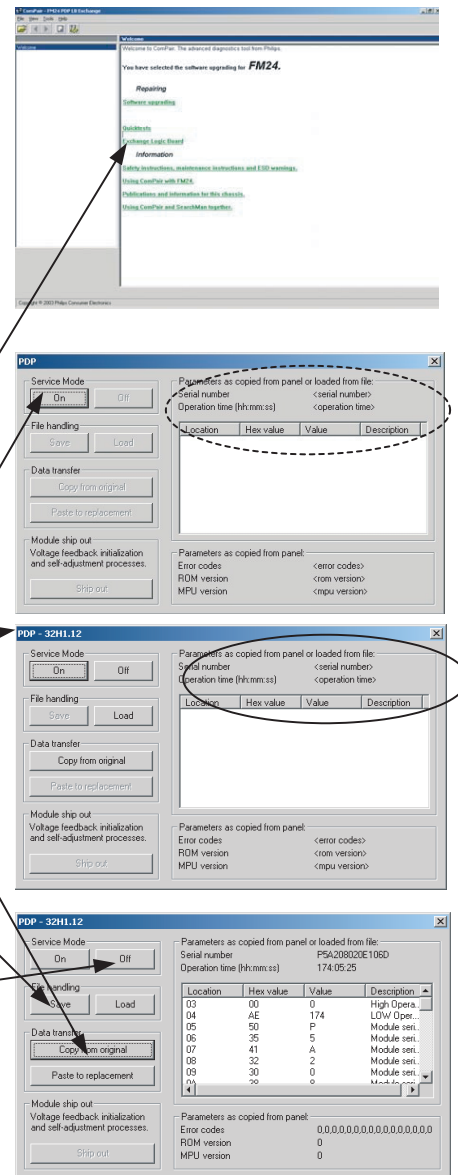 ComPair - FM24 PDP LB Exchange
File View Tools Help
Welcome
Welcome
Welcome to ComPair. The advanced diagnostics tool from Philips.
You have selected the software upgrading for FM24.
Repairing
Software upgrading
Quicktests
Exchange Logic Board
Information
Safety instructions, maintenance instructions and ESD warnings.
Using ComPair with FM24.
Publications and information for this chassis.
Using ComPair and SearchMan together.
Copyright © 2003 Philips Consumer Electronics
PDP
Service Mode
On Off
File handling
Save Load
Data transfer
Copy from original
Paste to replacement
Module ship out
Voltage feedback initialization
and self-adjustment processes.
Ship out
Parameters as copied from panel or loaded from file:
Serial number <serial number>
Operation time (hh:mm:ss) <operation time>
Location Hex value Value Description
Parameters as copied from panel:
Error codes <error codes>
ROM version <rom version>
MPU version <mpu version>
PDP - 32H1.12
Service Mode
On Off
File handling
Save Load
Data transfer
Copy from original
Paste to replacement
Module ship out
Voltage feedback initialization
and self-adjustment processes.
Ship out
Parameters as copied from panel or loaded from file:
Serial number <serial number>
Operation time (hh:mm:ss) <operation time>
Location Hex value Value Description
Parameters as copied from panel:
Error codes <error codes>
ROM version <rom version>
MPU version <mpu version>
PDP - 32H1.12
Service Mode
On Off
File handling
Save Load
Data transfer
Copy from original
Paste to replacement
Module ship out
Voltage feedback initialization
and self-adjustment processes.
Ship out
Parameters as copied from panel or loaded from file:
Serial number P5A208020E106D
Operation time (hh:mm:ss) 174:05:25
Location Hex value Value Description
03 00 0 High Opera..
04 AE 174 LOW Oper...
05 50 P Module seri..
06 35 5 Module seri..
07 41 A Module seri..
08 32 2 Module seri..
09 30 0 Module seri..
0A 38 8 Module seri..
Parameters as copied from panel:
Error codes 0,0,0,0,0,0,0,0,0,0,0,0,0,0,0,0
ROM version 0
MPU version 0